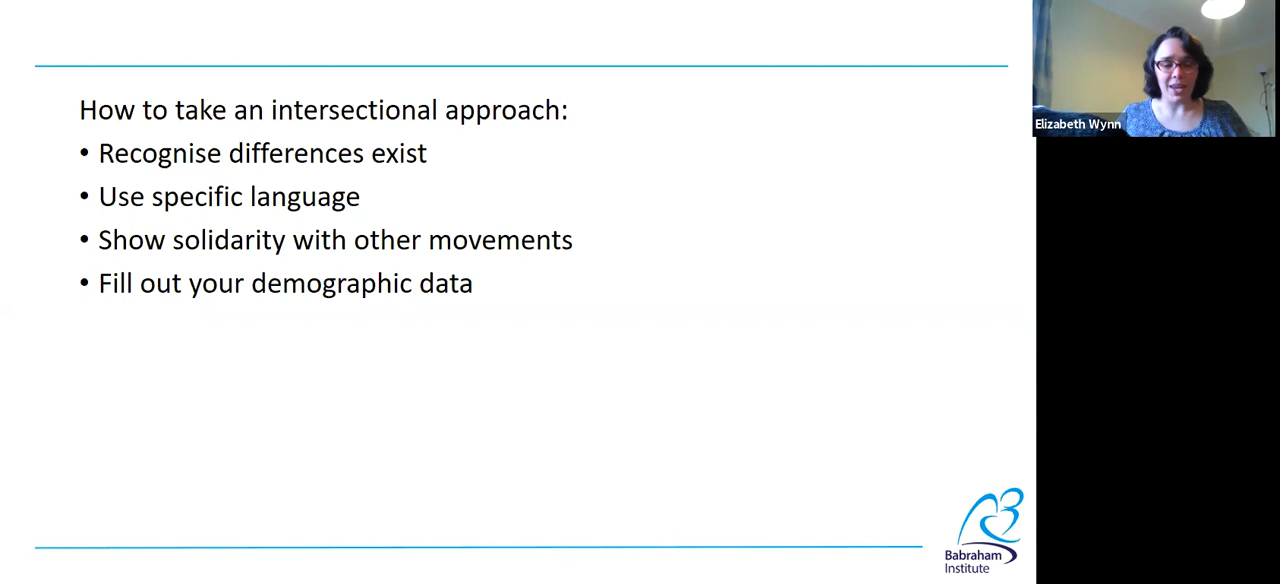 How to take an intersectional approach:
• Recognise differences exist
• Use specific language
• Show solidarity with other movements
• Fill out your demographic data
Elizabeth Wynn
Babraham
Institute